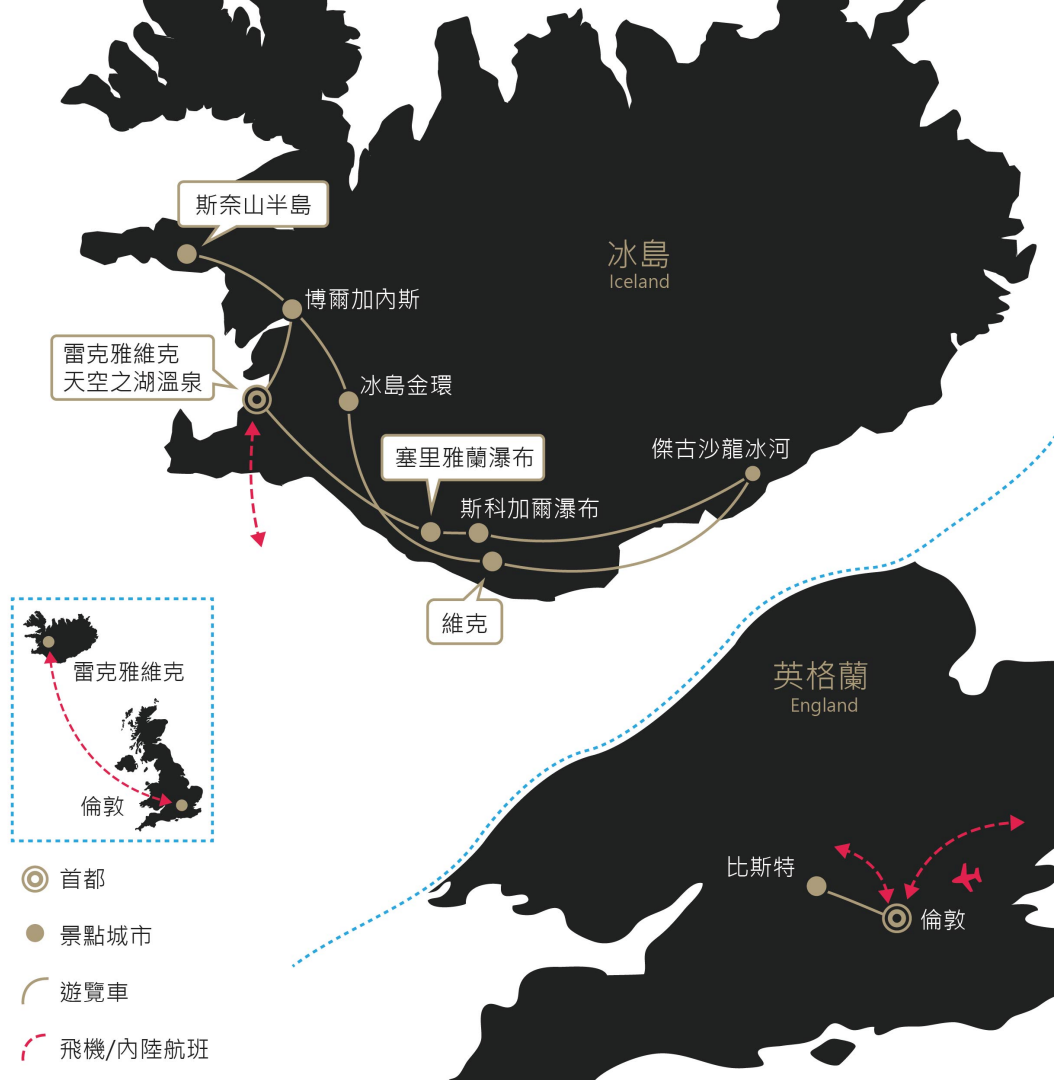 斯奈山半島
冰島
Iceland
博爾加內斯
雷克雅維克
天空之湖溫泉
冰島金環
塞里雅蘭瀑布
傑古沙龍冰河
斯科加爾瀑布
維克
雷克雅維克
倫敦
英格蘭
England
比斯特
倫敦
首都
景點城市
遊覽車
飛機/內陸航班